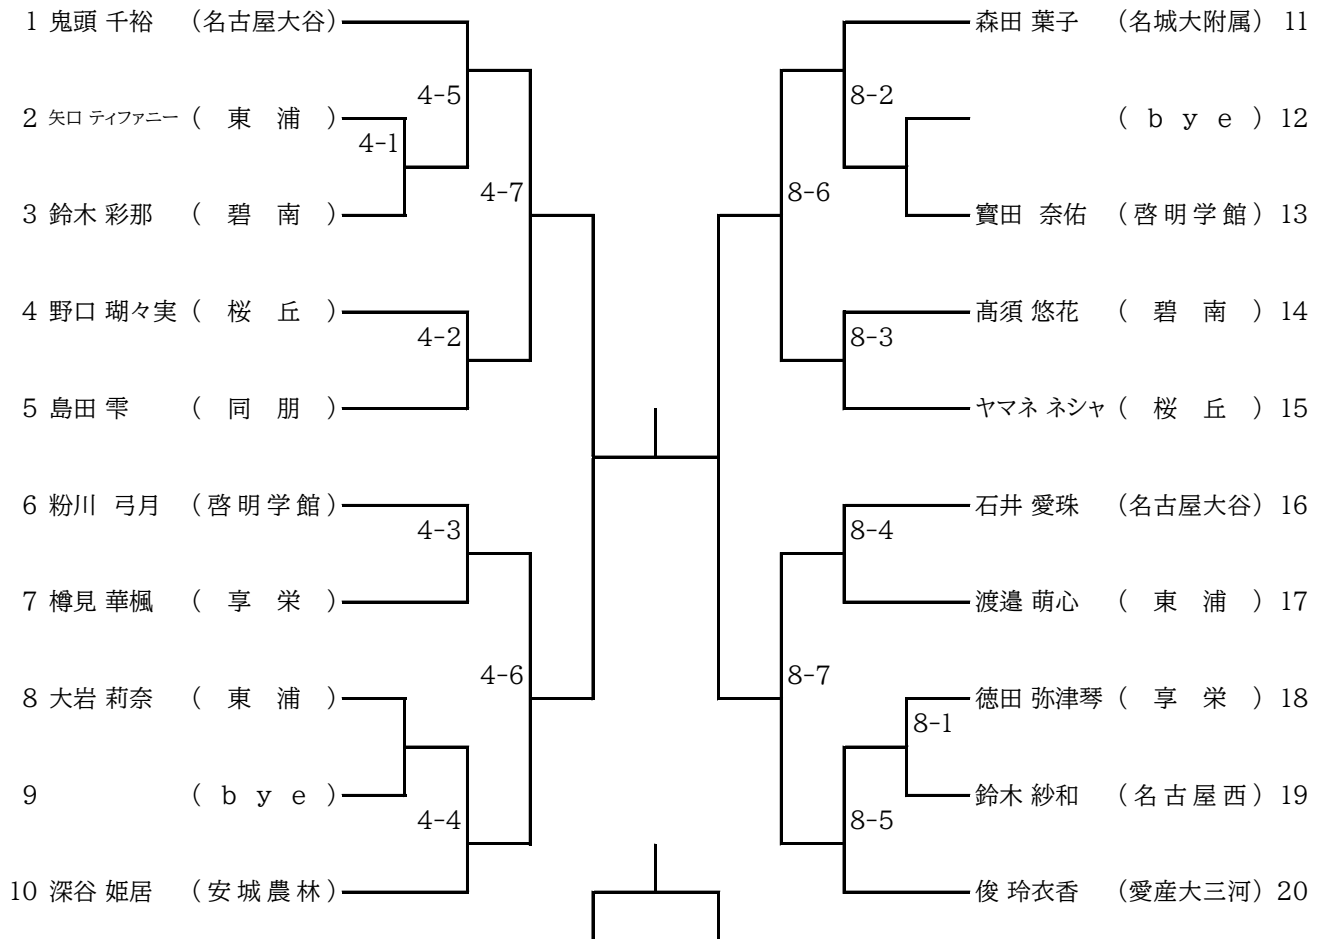 1 鬼頭 千裕 (名古屋大谷)
4-5
2 矢口 ティファニー ( 東 浦 )
4-1
3 鈴木 彩那 ( 碧 南 )
4-7
4 野口 瑚々実 ( 桜 丘 )
4-2
5 島田 雫 ( 同 朋 )
6 粉川 弓月 (啓明学館)
4-3
7 樽見 華楓 ( 享 栄 )
4-6
8 大岩 莉奈 ( 東 浦 )
9 ( b y e )
4-4
10 深谷 姫居 (安城農林)
森田 葉子 (名城大附属) 11
8-2
( b y e ) 12
8-6
寳田 奈佑 (啓明学館) 13
髙須 悠花 ( 碧 南 ) 14
8-3
ヤマネ ネシャ ( 桜 丘 ) 15
石井 愛珠 (名古屋大谷) 16
8-4
渡邉 萌心 ( 東 浦 ) 17
8-7
徳田 弥津琴 ( 享 栄 ) 18
8-1
鈴木 紗和 (名古屋西) 19
8-5
俊 玲衣香 (愛産大三河) 20